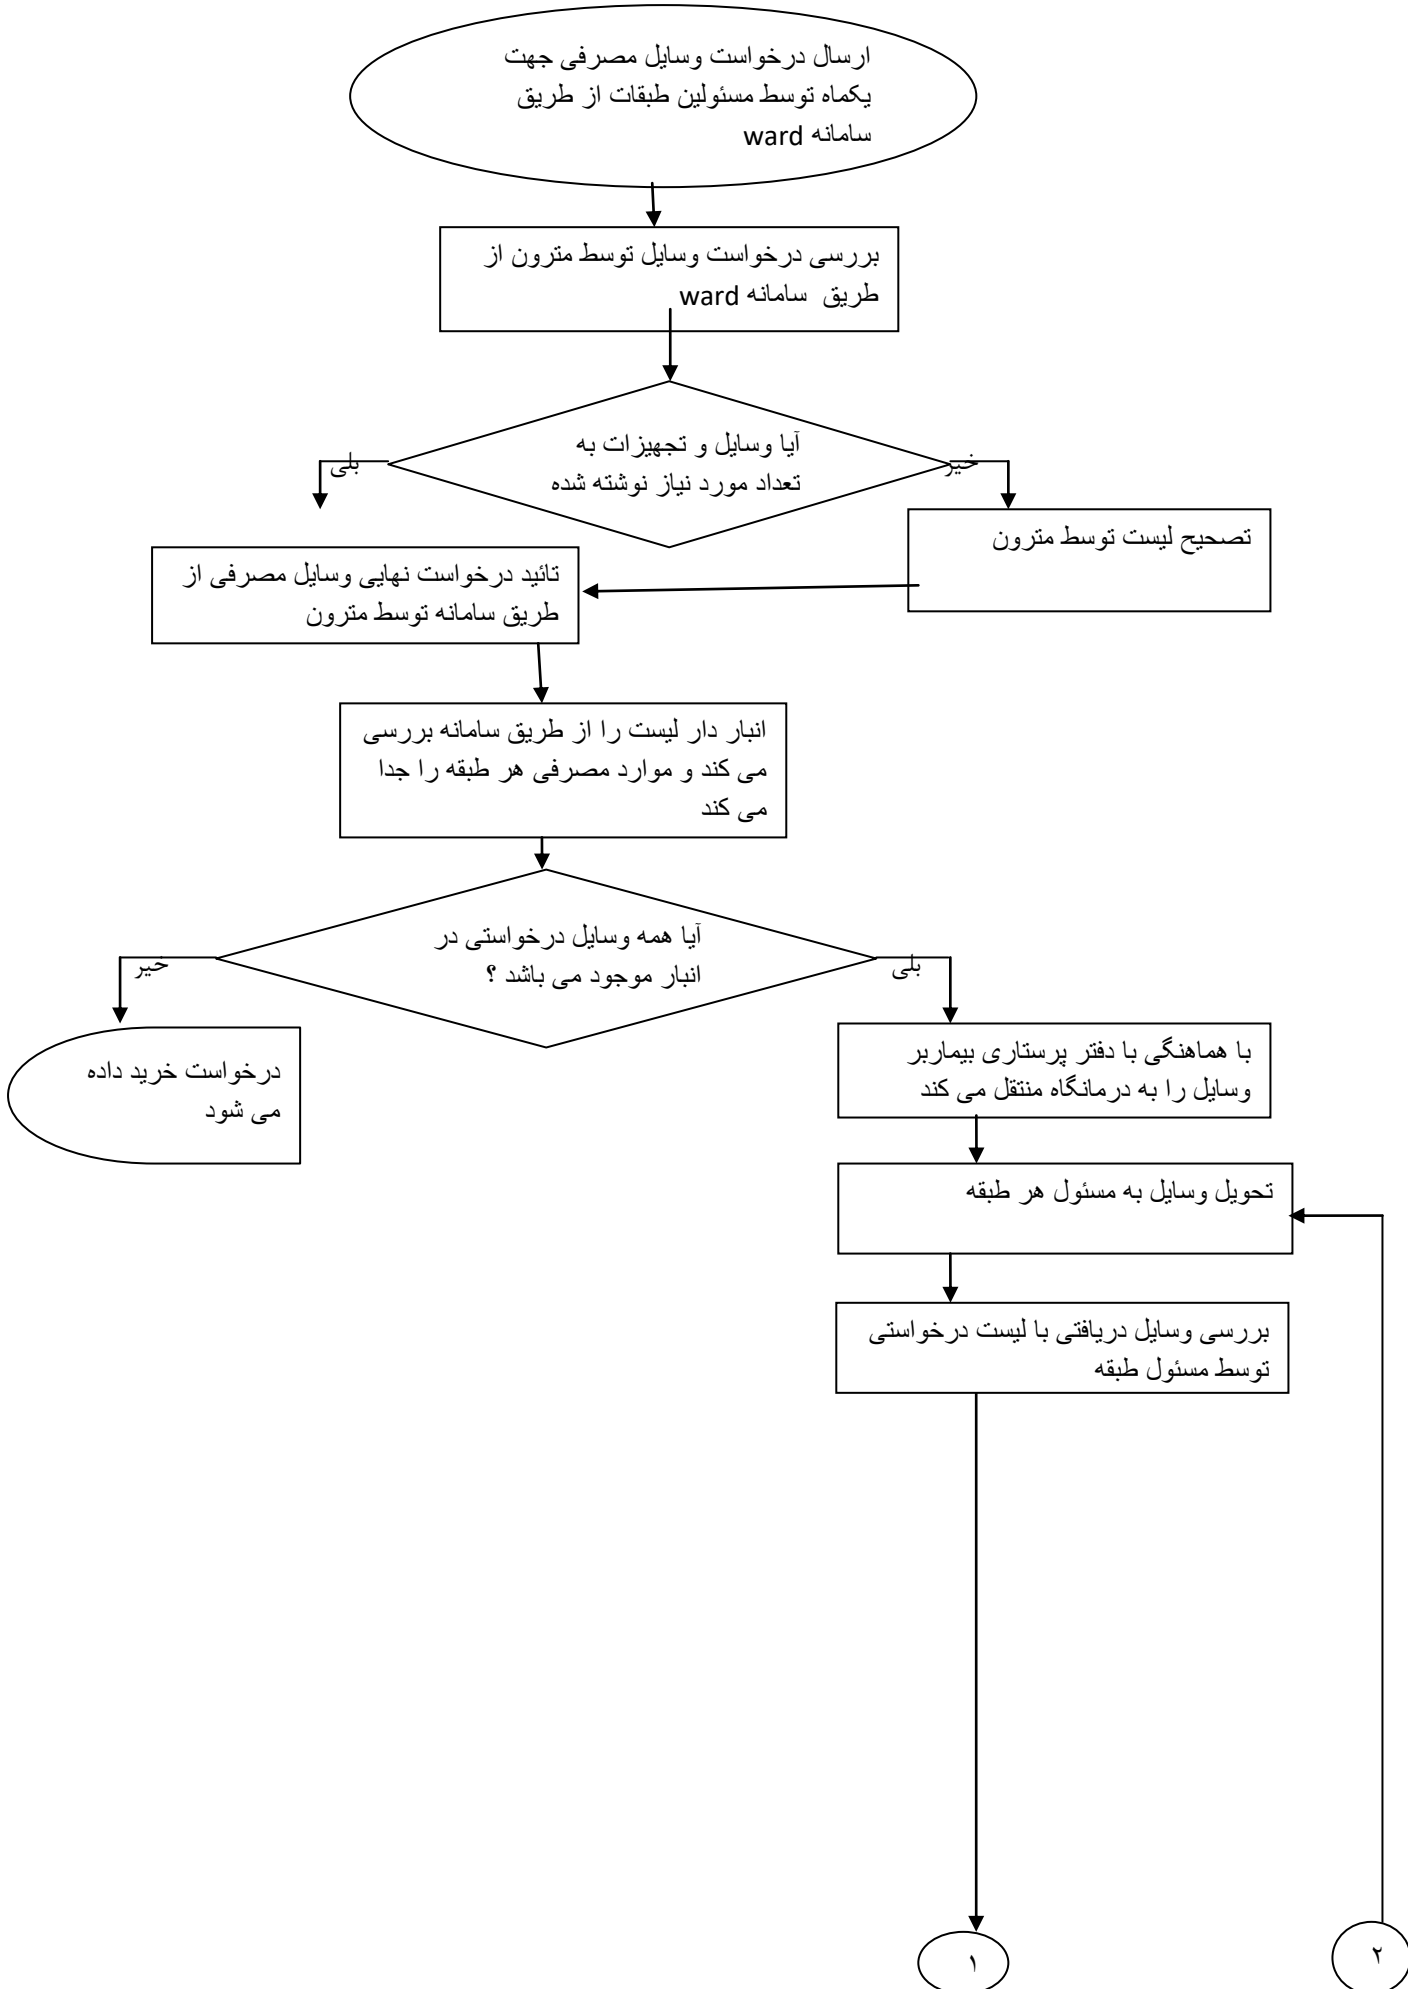 ارسال درخواست وسایل مصرفی جهت
یکماه توسط مسئولین طبقات از طریق
سامانه ward
بررسی درخواست وسایل توسط مترون از
طریق سامانه ward
آیا وسایل و تجهیزات به
تعداد مورد نیاز نوشته شده
خیر
بلی
تصحیح لیست توسط مترون
تائید درخواست نهایی وسایل مصرفی از
طریق سامانه توسط مترون
انبار دار لیست را از طریق سامانه بررسی
می کند و موارد مصرفی هر طبقه را جدا
می کند
آیا همه وسایل درخواستی در
انبار موجود می باشد ؟
بلی
خیر
با هماهنگی با دفتر پرستاری بیماربر
وسایل را به درمانگاه منتقل می کند
درخواست خرید داده
می شود
تحویل وسایل به مسئول هر طبقه
بررسی وسایل دریافتی با لیست درخواستی
توسط مسئول طبقه
۱
۲